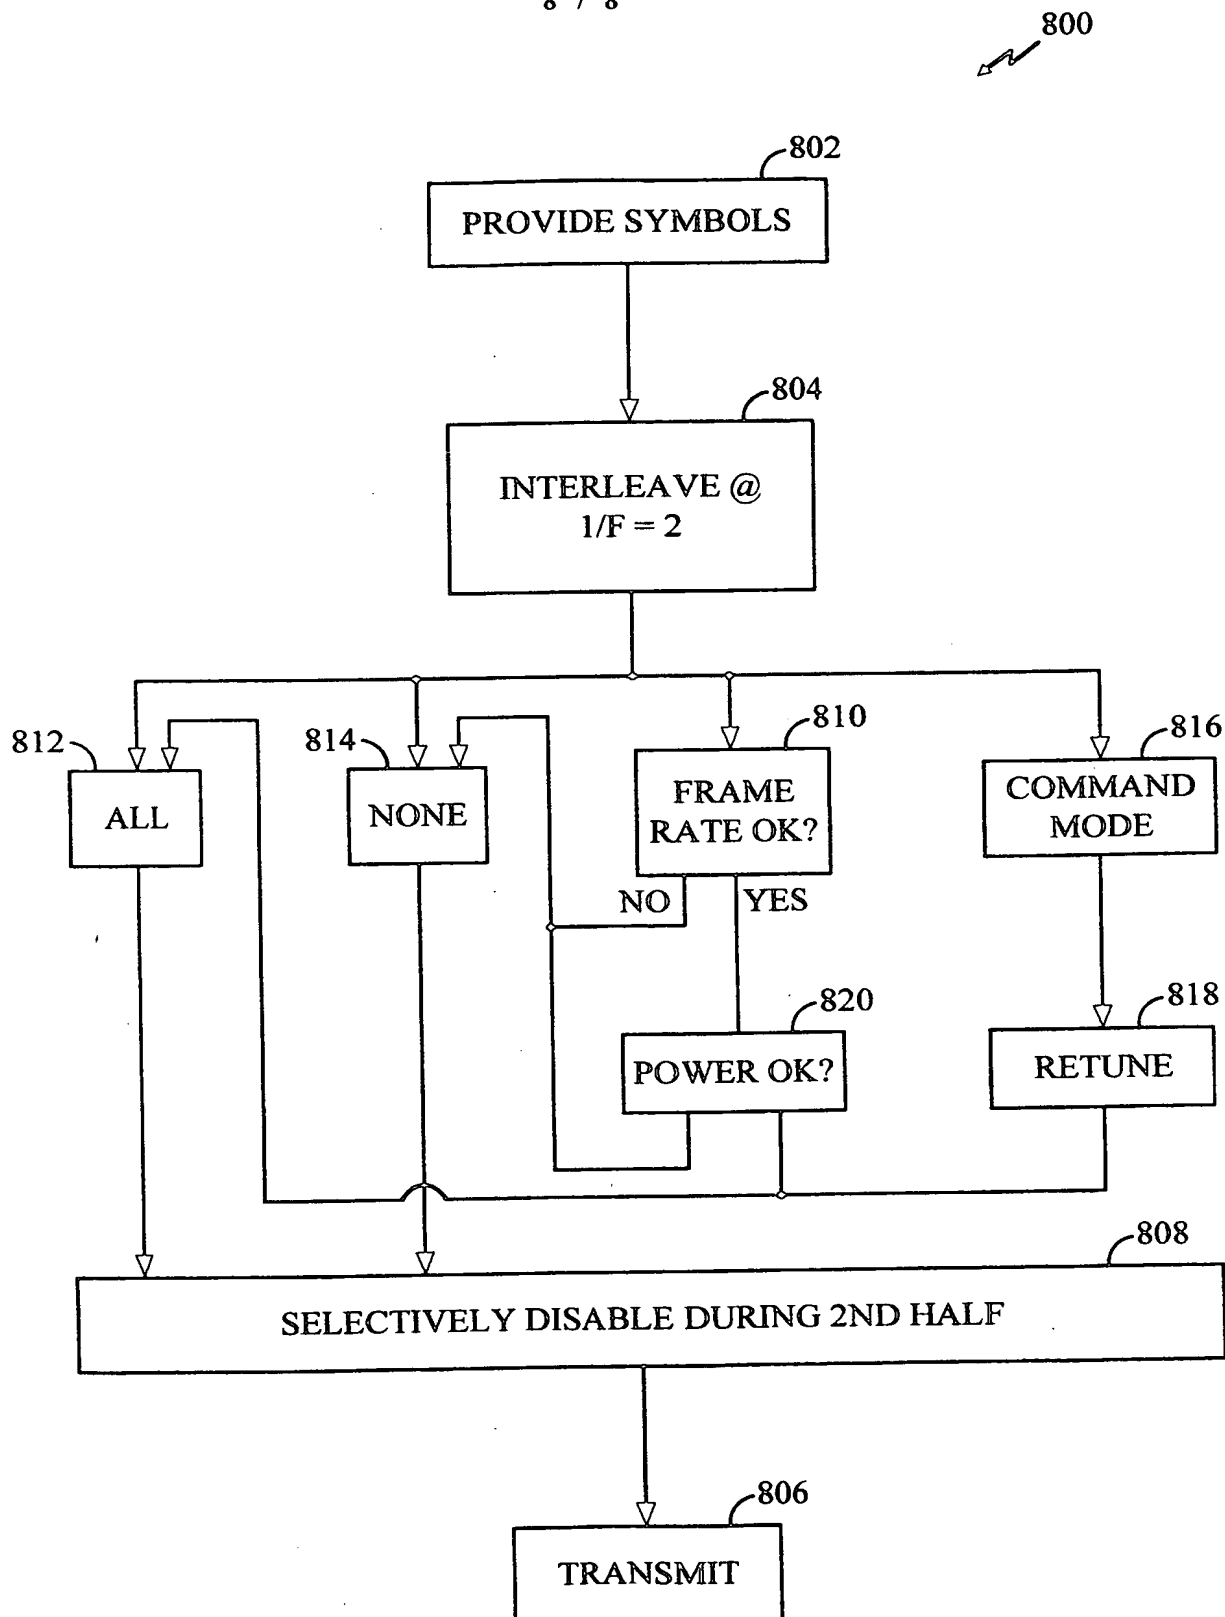 8 / 8
800
802
PROVIDE SYMBOLS
804
INTERLEAVE @
1/F = 2
812
ALL
814
NONE
810
FRAME
RATE OK?
NO
YES
816
COMMAND
MODE
820
POWER OK?
818
RETUNE
808
SELECTIVELY DISABLE DURING 2ND HALF
806
TRANSMIT